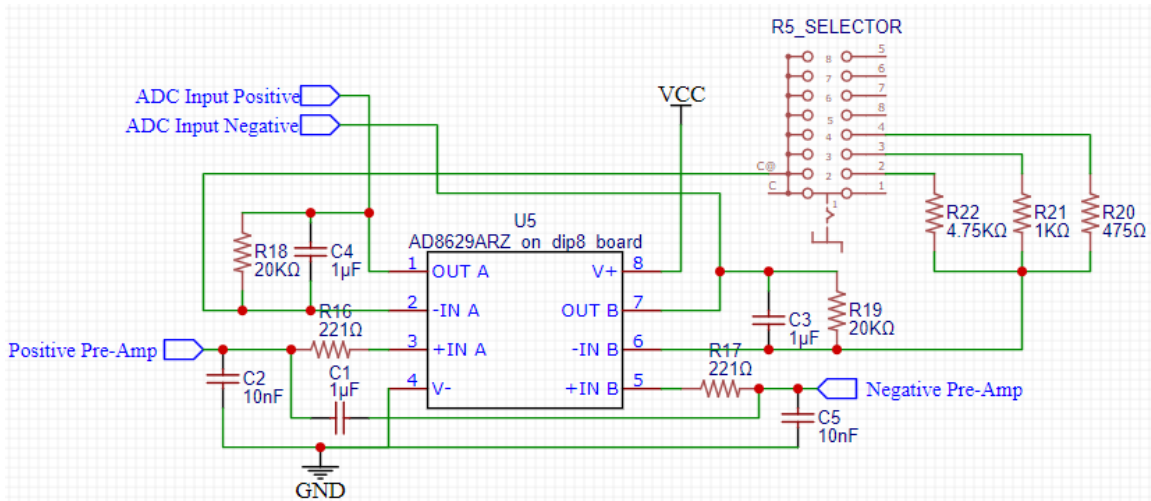 R5_SELECTOR
ADC Input Positive
ADC Input Negative
VCC
8 5
7 6
6 7
5 8
4 4
3 3
C@ 2 2
C 1 1
R22
4.75KΩ
R21
1KΩ
R20
475Ω
U5
AD8629ARZ_on_dip8_board
R18
20KΩ
C4
1µF
1 OUT A
V+ 8
2 -IN A
OUT B 7
3 +IN A
-IN B 6
4 V-
+IN B 5
R16
221Ω
C3
1µF
R19
20KΩ
Positive Pre-Amp
C2
10nF
C1
1µF
R17
221Ω
Negative Pre-Amp
C5
10nF
GND